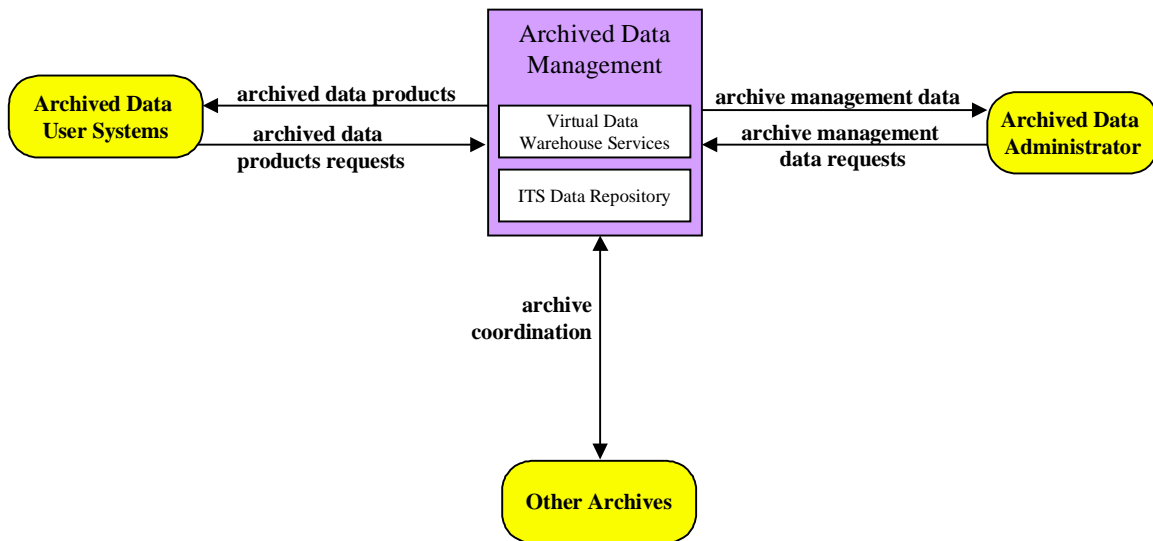 Archived Data
Management
Virtual Data
Warehouse Services
ITS Data Repository
Archived Data
User Systems
archived data products
archived data
products requests
archive management data
archive management
data requests
Archived Data
Administrator
archive
coordination
Other Archives